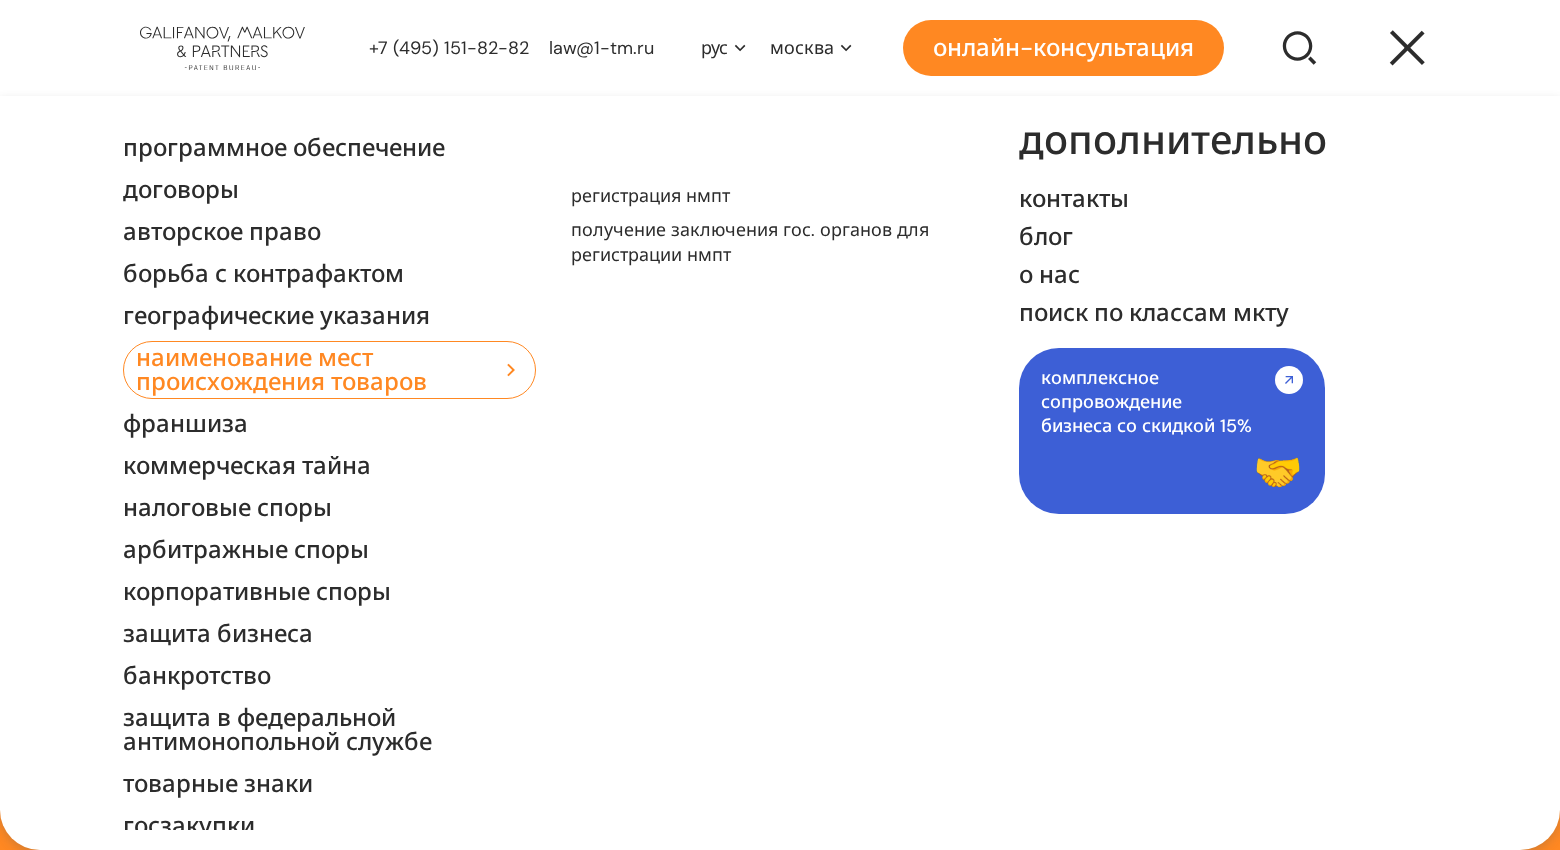 GALIFANOV, MALKOV
& PARTNERS
-PATENT BUREAU-
+7 (495) 151-82-82
law@1-tm.ru
рус
москва
онлайн-консультация
программное обеспечение
договоры
авторское право
борьба с контрафактом
географические указания
наименование мест
происхождения товаров
франшиза
коммерческая тайна
налоговые споры
арбитражные споры
корпоративные споры
защита бизнеса
банкротство
защита в федеральной
антимонопольной службе
товарные знаки
госзакупки
регистрация нмпт
получение заключения гос. органов для
регистрации нмпт
дополнительно
контакты
блог
о нас
поиск по классам мкту
комплексное
сопровождение
бизнеса со скидкой 15%